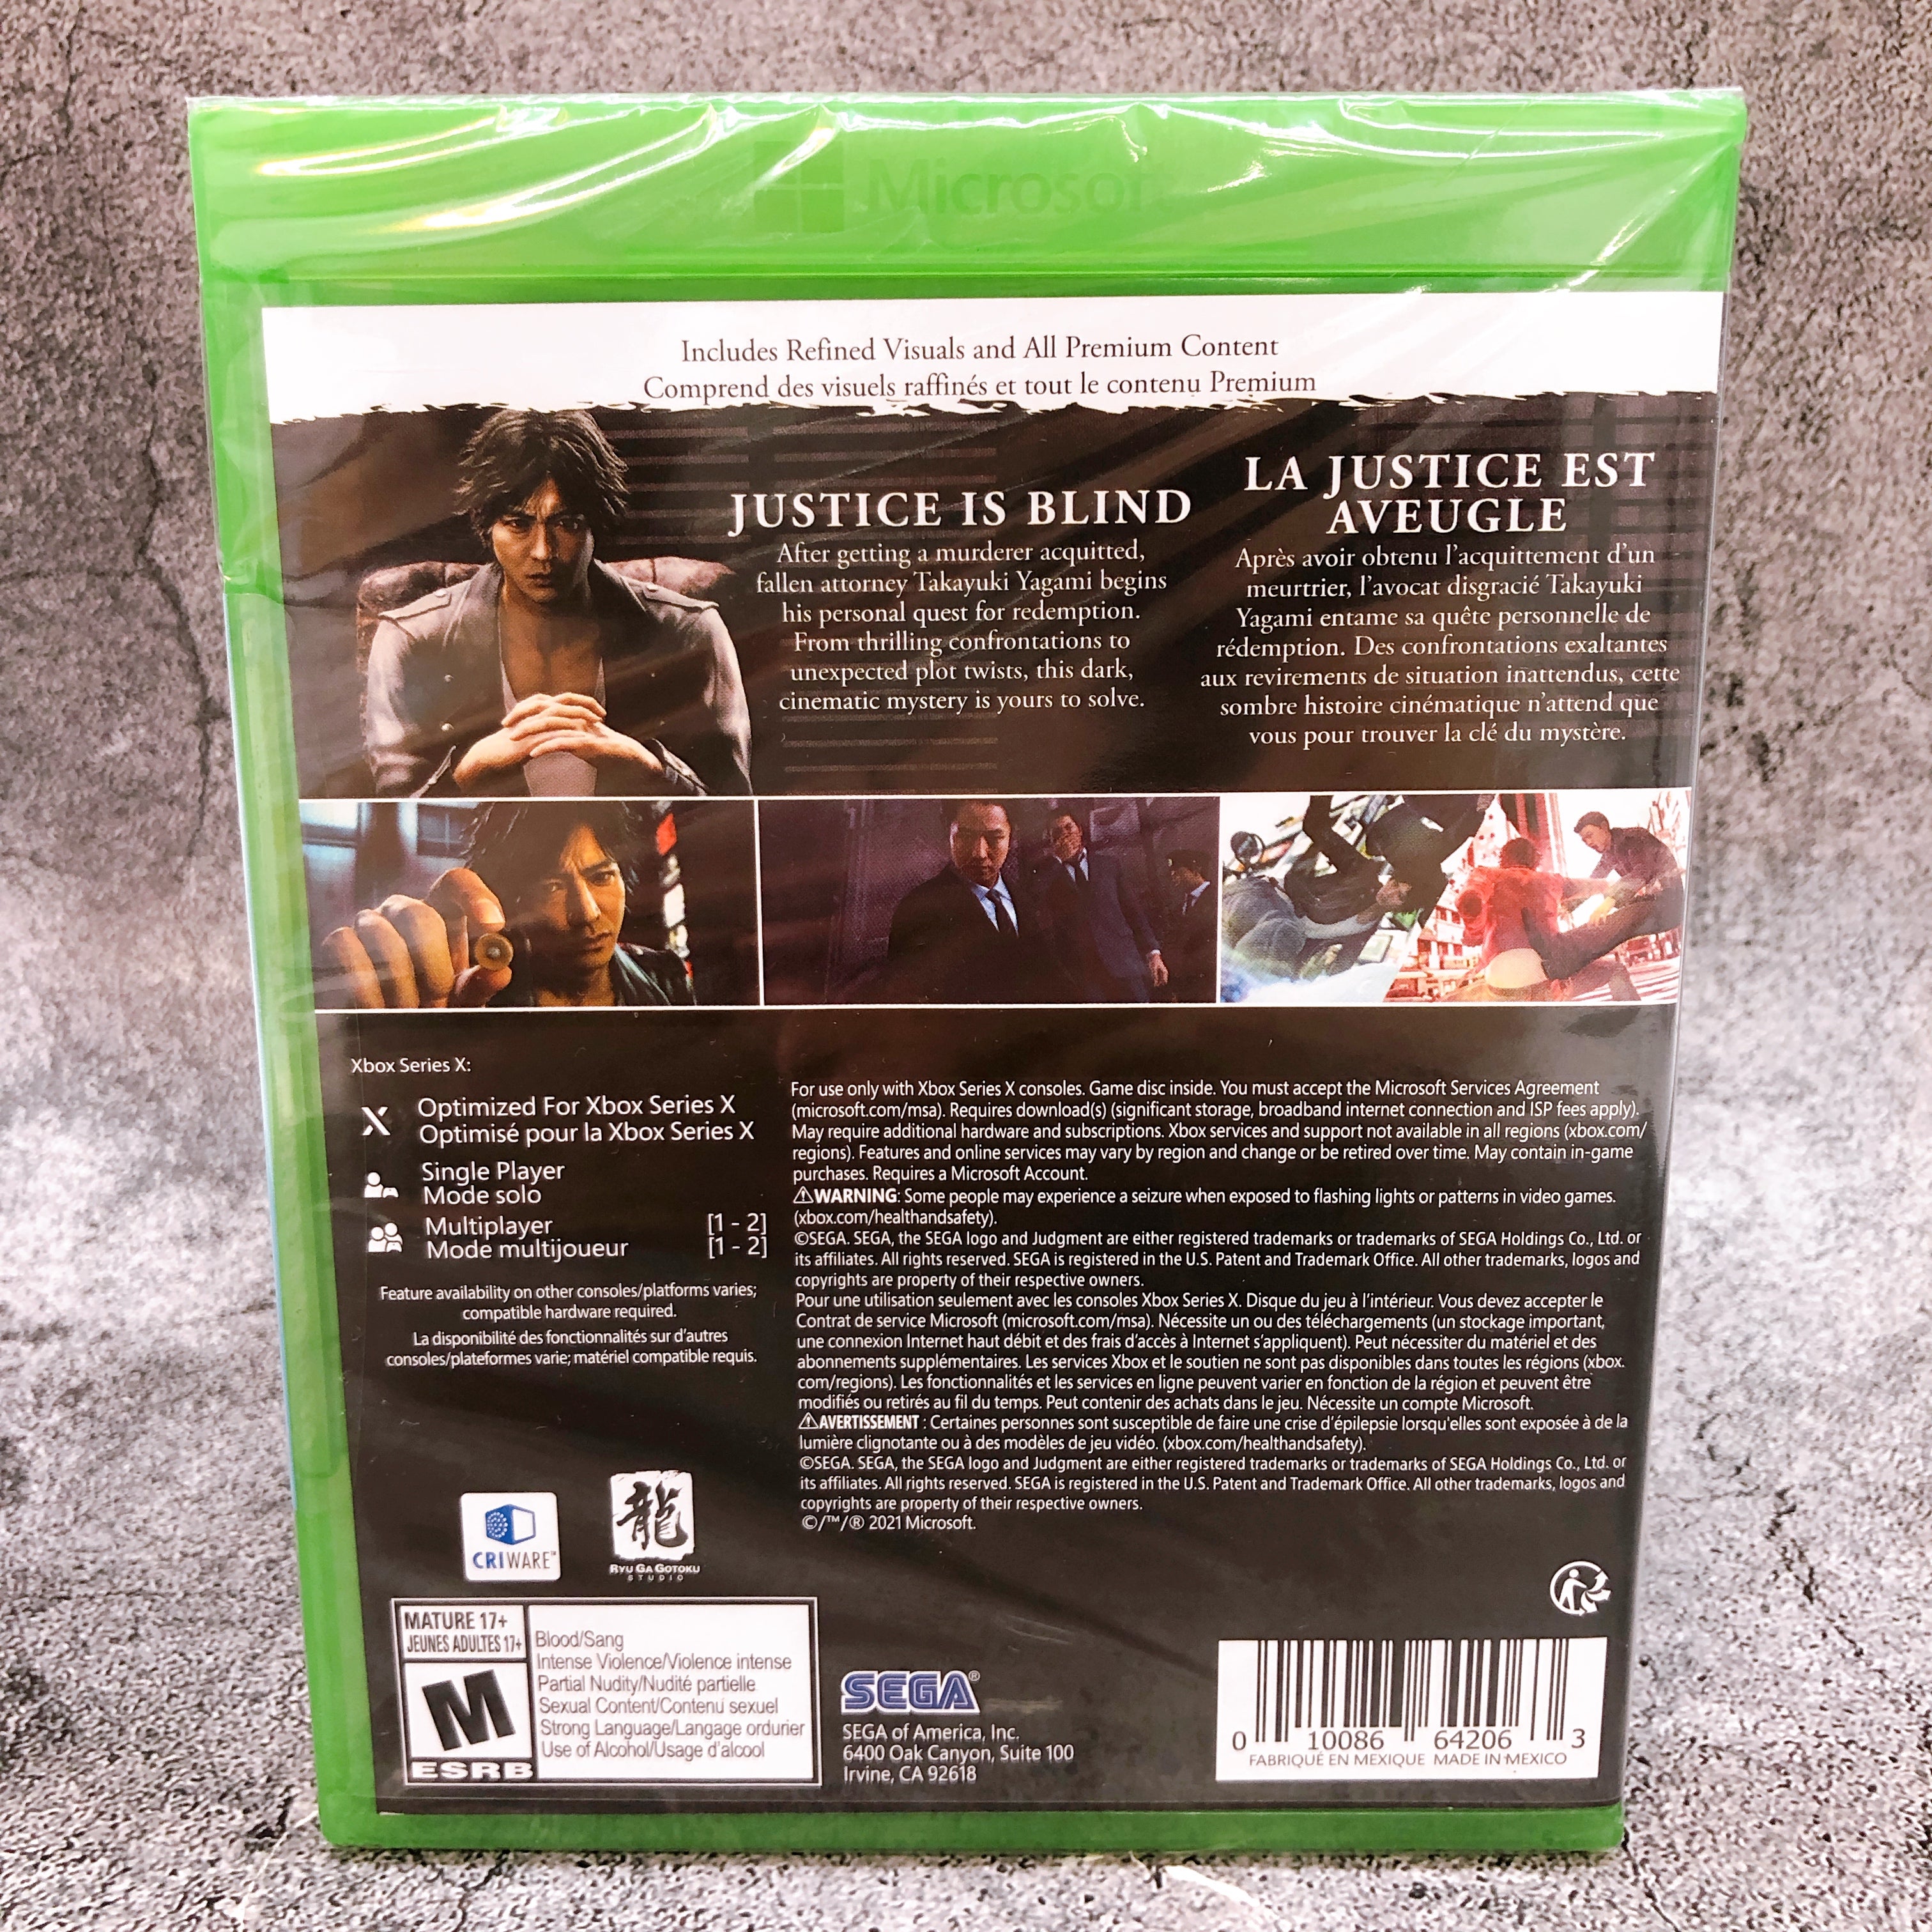 Microsoft
Includes Refined Visuals and All Premium Content
Comprend des visuels raffinés et tout le contenu Premium
JUSTICE IS BLIND
After getting a murderer acquitted,
fallen attorney Takayuki Yagami begins
his personal quest for redemption.
From thrilling confrontations to
unexpected plot twists, this dark,
cinematic mystery is yours to solve.
LA JUSTICE EST
AVEUGLE
Après avoir obtenu l'acquittement d'un
meurtrier, l'avocat disgracié Takayuki
Yagami entame sa quête personnelle de
rédemption. Des confrontations exaltantes
aux revirements de situation inattendus, cette
sombre histoire cinématique n'attend que
vous pour trouver la clé du mystère.
Xbox Series X:
Optimized For Xbox Series X
Optimisé pour la Xbox Series X
Single Player
Mode solo
Multiplayer [1 - 2]
Mode multijoueur [1 - 2]
Feature availability on other consoles/platforms varies;
compatible hardware required.
La disponibilité des fonctionnalités sur d'autres
consoles/plateformes varie; matériel compatible requis.
For use only with Xbox Series X consoles. Game disc inside. You must accept the Microsoft Services Agreement
(microsoft.com/msa). Requires download(s) (significant storage, broadband internet connection and ISP fees apply).
May require additional hardware and subscriptions. Xbox services and support not available in all regions (xbox.com/
regions). Features and online services may vary by region and change or be retired over time. May contain in-game
purchases. Requires a Microsoft Account.
⚠WARNING: Some people may experience a seizure when exposed to flashing lights or patterns in video games.
(xbox.com/healthandsafety).
©SEGA. SEGA, the SEGA logo and Judgment are either registered trademarks or trademarks of SEGA Holdings Co., Ltd. or
its affiliates. All rights reserved. SEGA is registered in the U.S. Patent and Trademark Office. All other trademarks, logos and
copyrights are property of their respective owners.
Pour une utilisation seulement avec les consoles Xbox Series X. Disque du jeu à l'intérieur. Vous devez accepter le
Contrat de service Microsoft (microsoft.com/msa). Nécessite un ou des téléchargements (un stockage important,
une connexion Internet haut débit et des frais d'accès à Internet s'appliquent). Peut nécessiter du matériel et des
abonnements supplémentaires. Les services Xbox et le soutien ne sont pas disponibles dans toutes les régions (xbox.
com/regions). Les fonctionnalités et les services en ligne peuvent varier en fonction de la région et peuvent être
modifiés ou retirés au fil du temps. Peut contenir des achats dans le jeu. Nécessite un compte Microsoft.
⚠AVERTISSEMENT : Certaines personnes sont susceptible de faire une crise d'épilepsie lorsqu'elles sont exposée à de la
lumière clignotante ou à des modèles de jeu vidéo. (xbox.com/healthandsafety).
©SEGA. SEGA, the SEGA logo and Judgment are either registered trademarks or trademarks of SEGA Holdings Co., Ltd. or
its affiliates. All rights reserved. SEGA is registered in the U.S. Patent and Trademark Office. All other trademarks, logos and
copyrights are property of their respective owners.
©/™/® 2021 Microsoft.
CRIWARE™
龍
RYU GA GOTOKU
STUDIO
MATURE 17+
JEUNES ADULTES 17+
M
ESRB
Blood/Sang
Intense Violence/Violence intense
Partial Nudity/Nudité partielle
Sexual Content/Contenu sexuel
Strong Language/Langage ordurier
Use of Alcohol/Usage d'alcool
SEGA®
SEGA of America, Inc.
6400 Oak Canyon, Suite 100
Irvine, CA 92618
0 10086 64206 3
FABRIQUÉ EN MEXIQUE MADE IN MEXICO